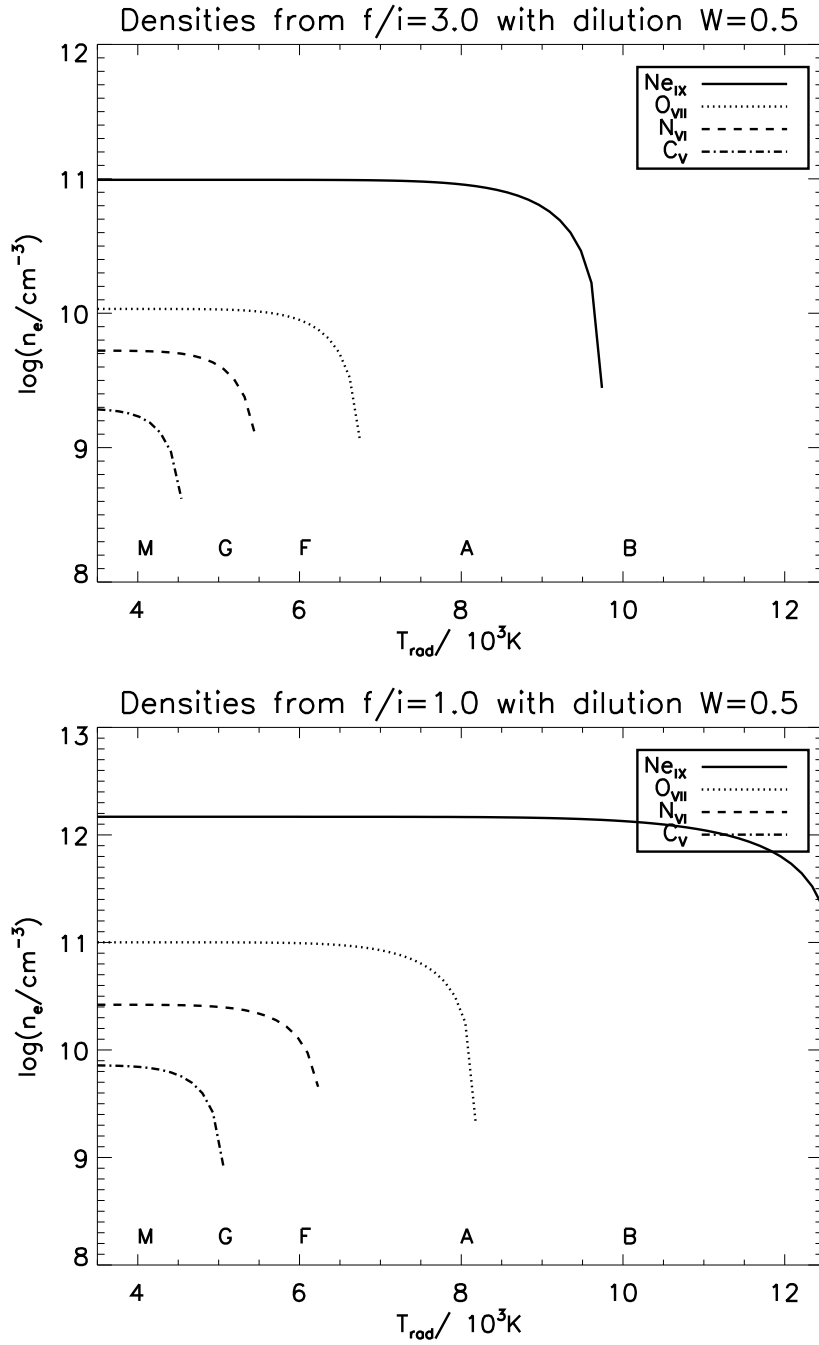 Densities from f/i=3.0 with dilution W=0.5
12
11
10
9
8
log(n_e/cm^-3)
Ne_IX
O_VII
N_VI
C_V
M G F A B
4 6 8 10 12
T_rad/ 10^3K
Densities from f/i=1.0 with dilution W=0.5
13
12
11
10
9
8
log(n_e/cm^-3)
Ne_IX
O_VII
N_VI
C_V
M G F A B
4 6 8 10 12
T_rad/ 10^3K